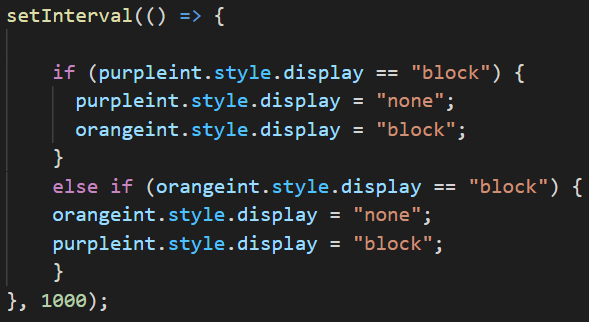 setInterval(() => {
if (purpleint.style.display == "block") {
purpleint.style.display = "none";
orangeint.style.display = "block";
}
else if (orangeint.style.display == "block") {
orangeint.style.display = "none";
purpleint.style.display = "block";
}
}, 1000);